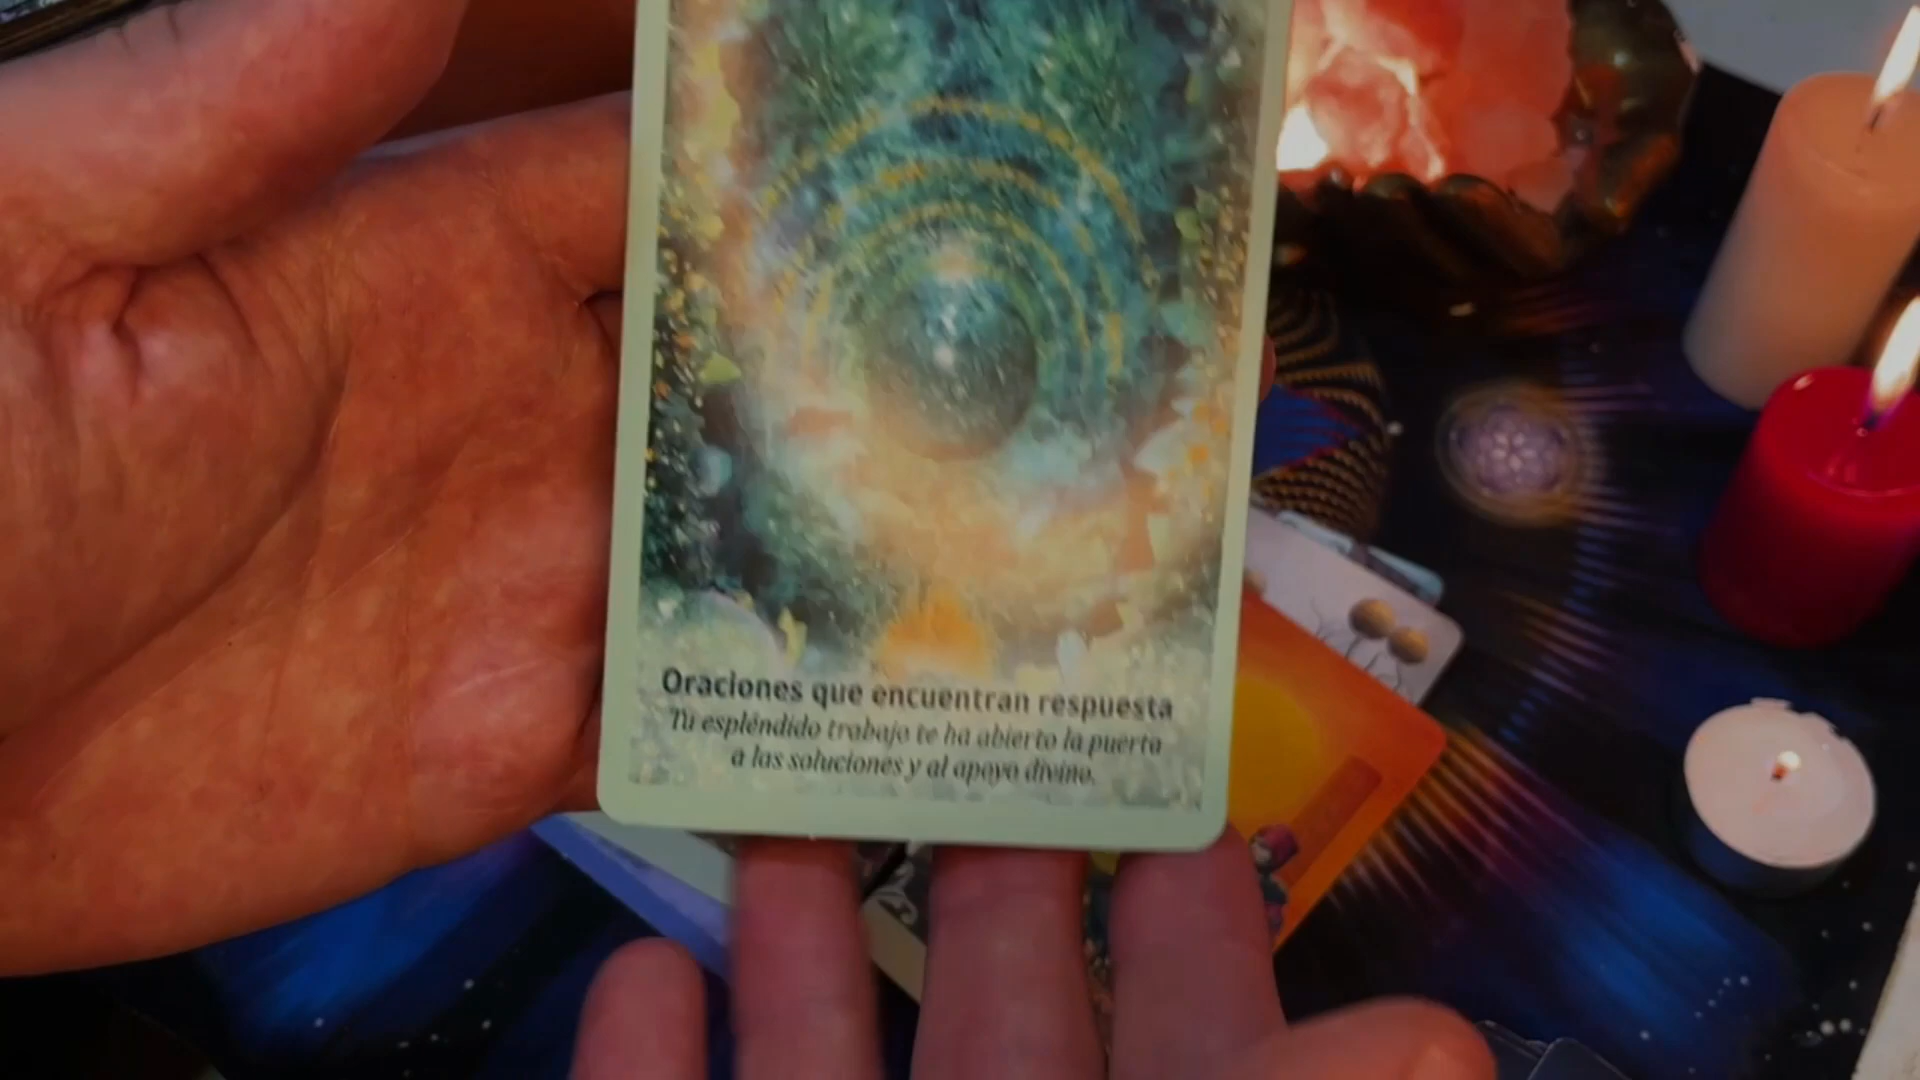 Oraciones que encuentran respuesta
Tu espléndido trabajo te ha abierto la puerta
a las soluciones y al apoyo divino.